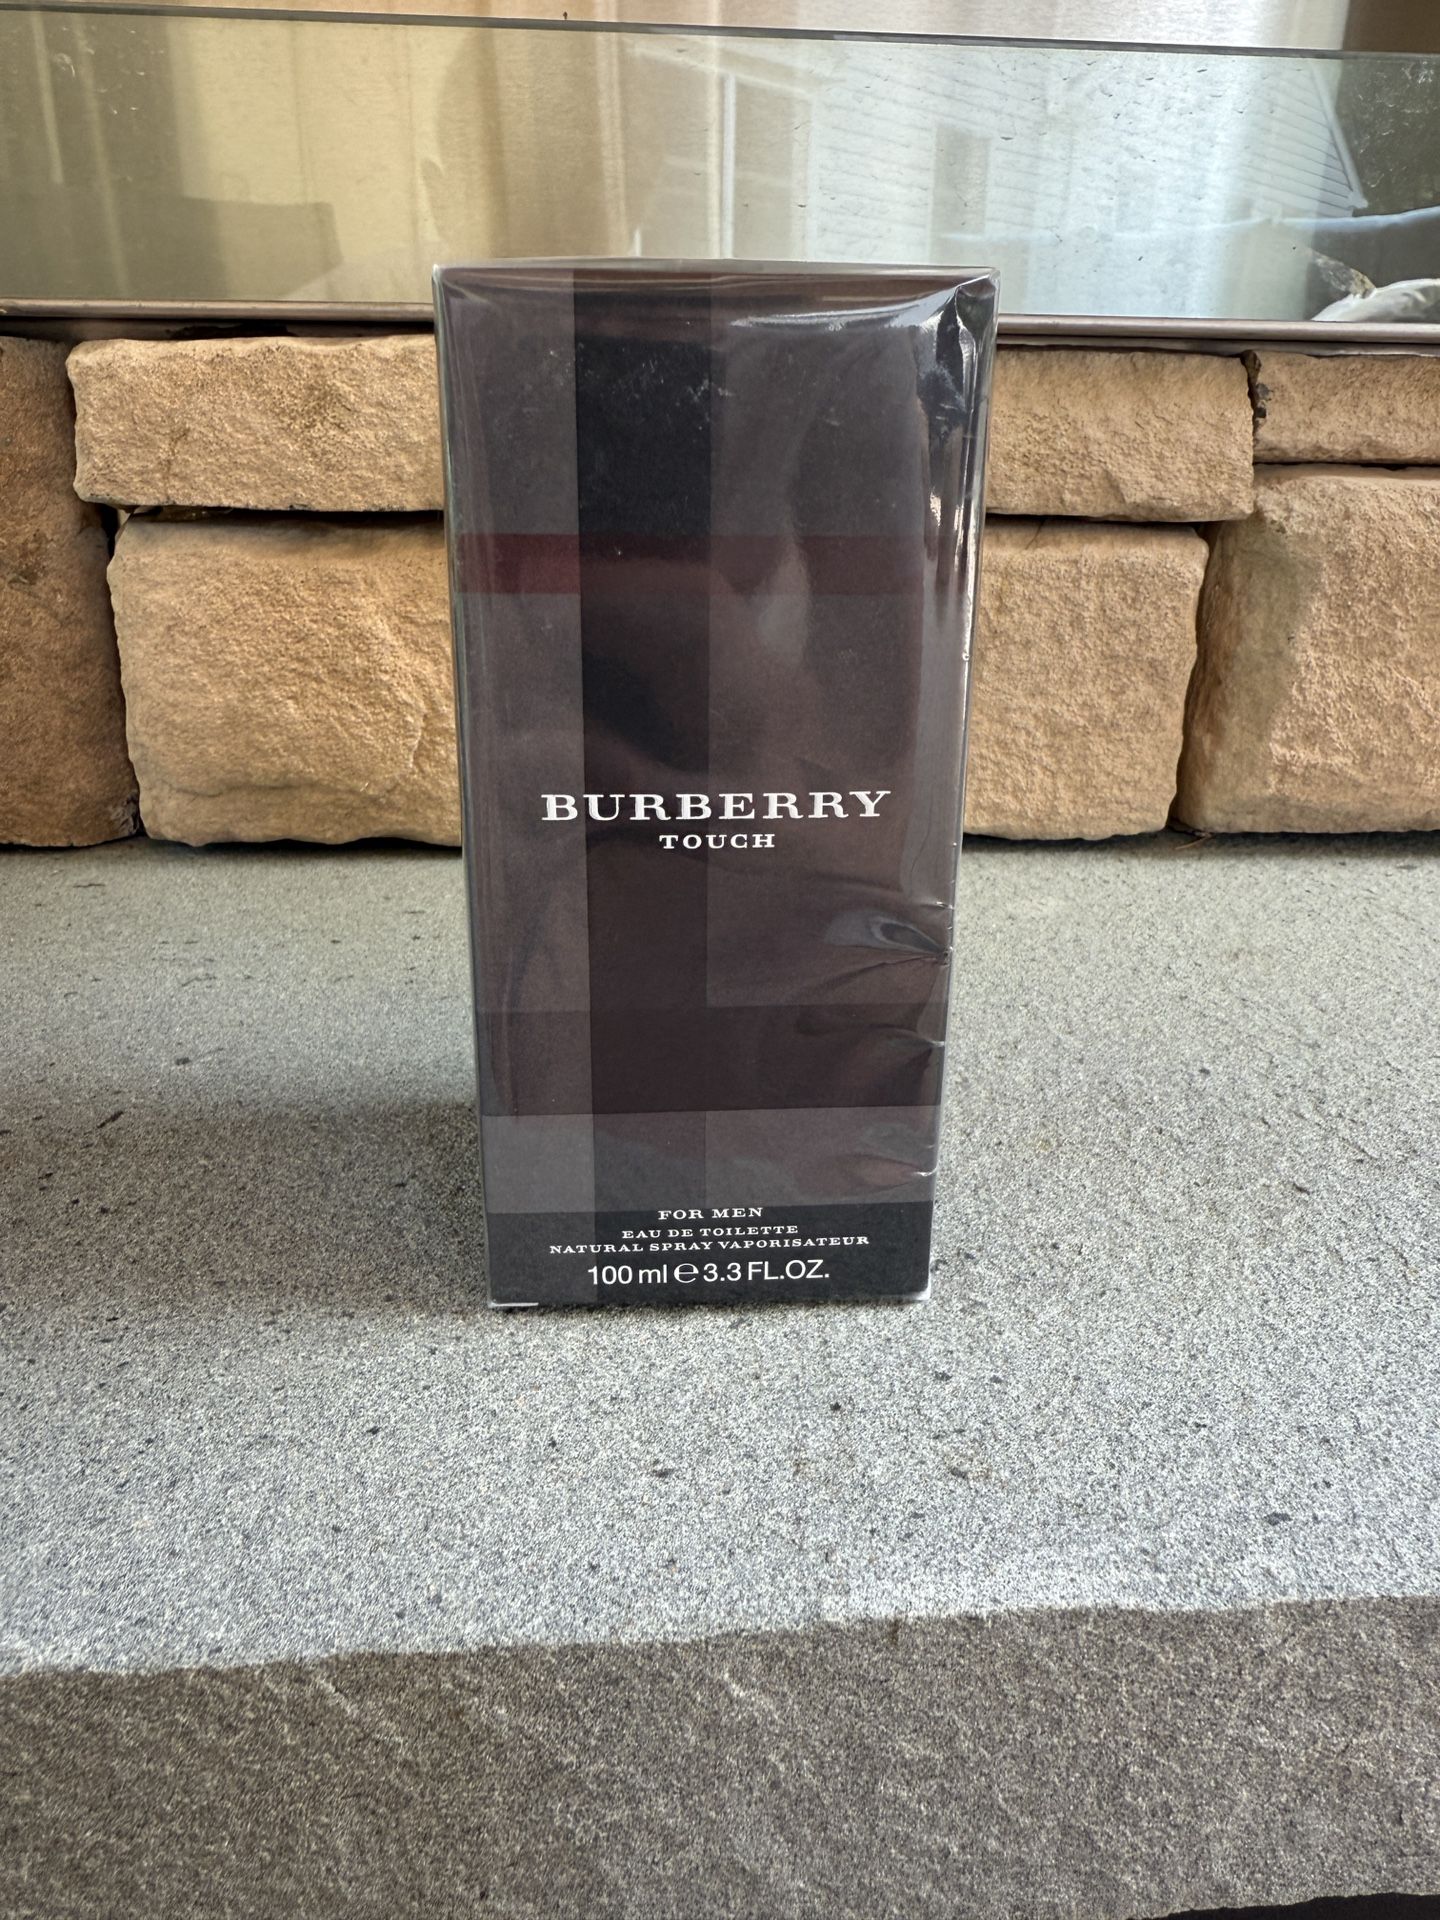 BURBERRY
TOUCH
FOR MEN
EAU DE TOILETTE
NATURAL SPRAY VAPORISATEUR
100 ml ℮ 3.3 FL.OZ.